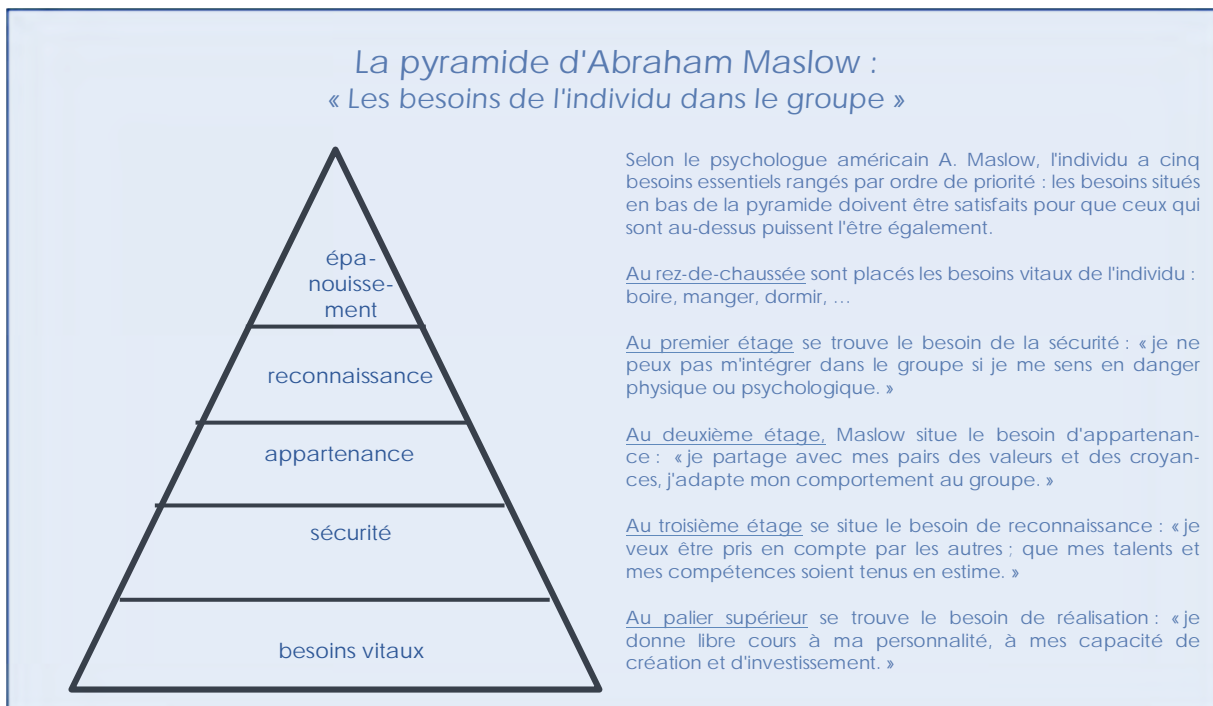 La pyramide d'Abraham Maslow :
« Les besoins de l'individu dans le groupe »
épa-
nouisse-
ment
reconnaissance
appartenance
sécurité
besoins vitaux
Selon le psychologue américain A. Maslow, l'individu a cinq
besoins essentiels rangés par ordre de priorité : les besoins situés
en bas de la pyramide doivent être satisfaits pour que ceux qui
sont au-dessus puissent l'être également.
Au rez-de-chaussée sont placés les besoins vitaux de l'individu :
boire, manger, dormir, …
Au premier étage se trouve le besoin de la sécurité : « je ne
peux pas m'intégrer dans le groupe si je me sens en danger
physique ou psychologique. »
Au deuxième étage, Maslow situe le besoin d'appartenan-
ce : « je partage avec mes pairs des valeurs et des croyan-
ces, j'adapte mon comportement au groupe. »
Au troisième étage se situe le besoin de reconnaissance : « je
veux être pris en compte par les autres ; que mes talents et
mes compétences soient tenus en estime. »
Au palier supérieur se trouve le besoin de réalisation : « je
donne libre cours à ma personnalité, à mes capacité de
création et d'investissement. »